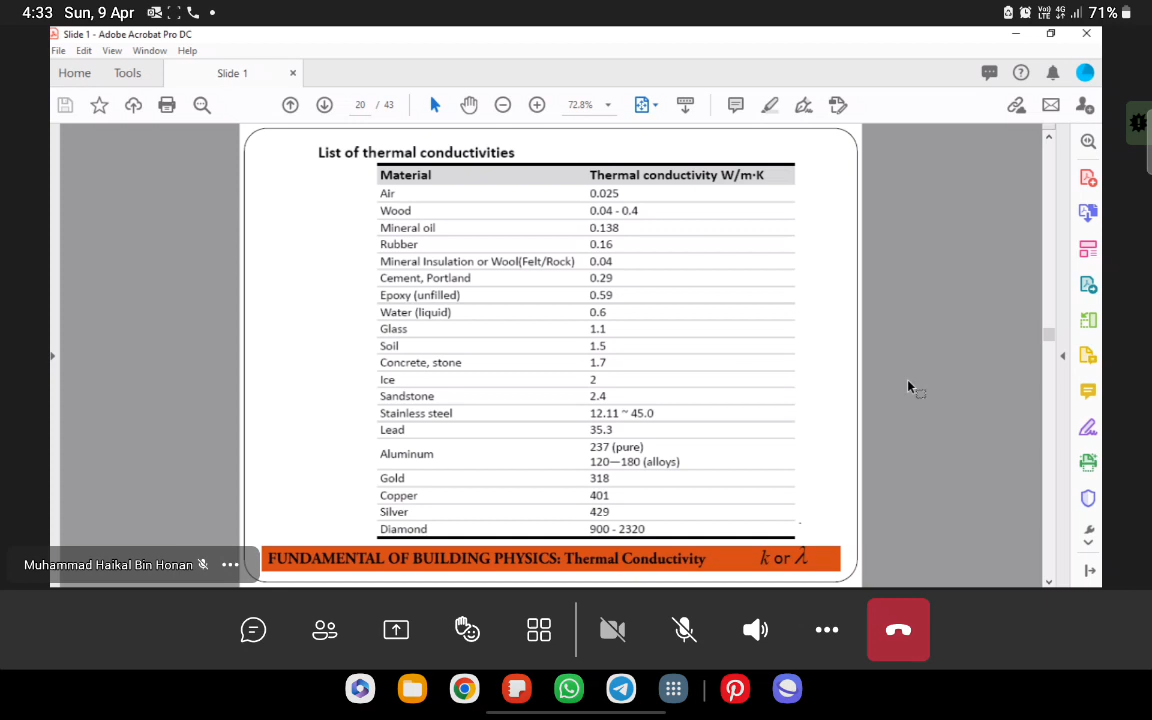 4:33 Sun, 9 Apr
VoI) 4G LTE 71%
Slide 1 - Adobe Acrobat Pro DC
File Edit View Window Help
Home Tools Slide 1 ×
20 / 43 72.8%
List of thermal conductivities
Material Thermal conductivity W/m·K
Air 0.025
Wood 0.04 - 0.4
Mineral oil 0.138
Rubber 0.16
Mineral Insulation or Wool(Felt/Rock) 0.04
Cement, Portland 0.29
Epoxy (unfilled) 0.59
Water (liquid) 0.6
Glass 1.1
Soil 1.5
Concrete, stone 1.7
Ice 2
Sandstone 2.4
Stainless steel 12.11 ~ 45.0
Lead 35.3
Aluminum 237 (pure)
120—180 (alloys)
Gold 318
Copper 401
Silver 429
Diamond 900 - 2320
FUNDAMENTAL OF BUILDING PHYSICS: Thermal Conductivity k or λ
Muhammad Haikal Bin Honan